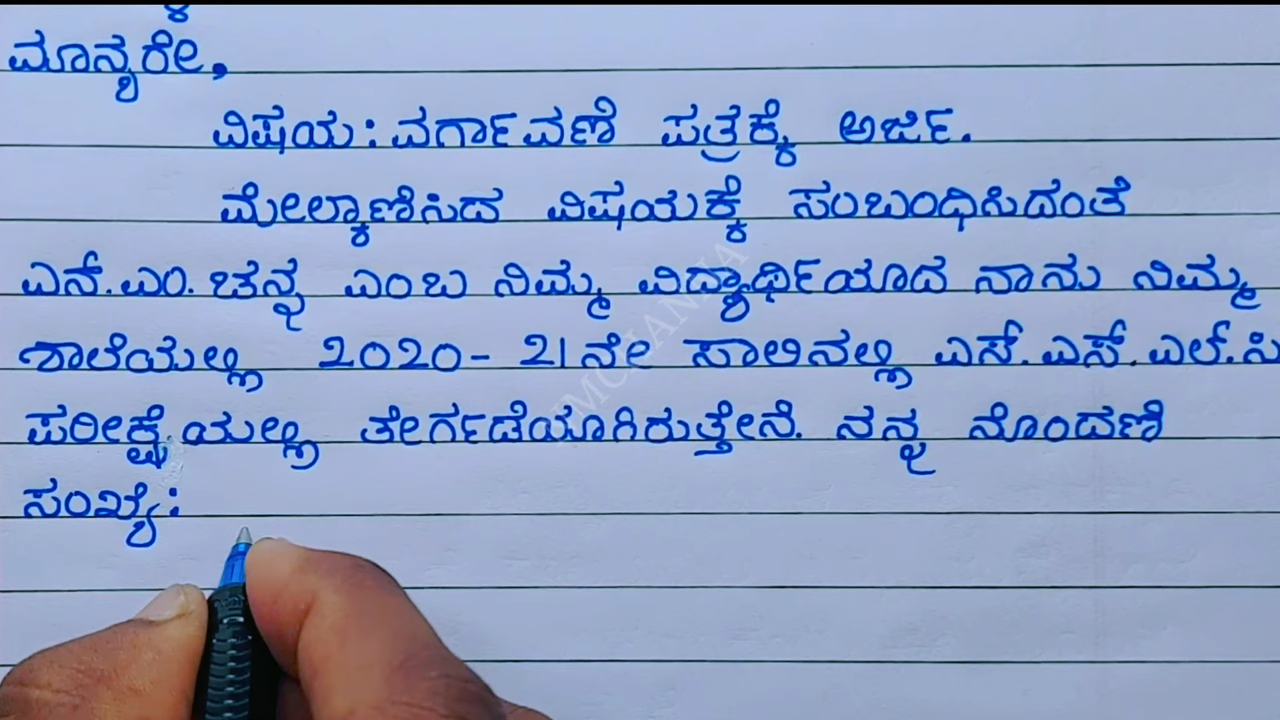 ಮಾನ್ಯರೇ,
ವಿಷಯ: ವರ್ಗಾವಣೆ ಪತ್ರಕ್ಕೆ ಅರ್ಜಿ.
ಮೇಲ್ಕಾಣಿಸಿದ ವಿಷಯಕ್ಕೆ ಸಂಬಂಧಿಸಿದಂತೆ
ಎನ್.ಎಂ. ಚೆನ್ನ ಎಂಬ ನಿಮ್ಮ ವಿದ್ಯಾರ್ಥಿಯಾದ ನಾನು ನಿಮ್ಮ
ಶಾಲೆಯಲ್ಲಿ 2020-21ನೇ ಸಾಲಿನಲ್ಲಿ ಎಸ್.ಎಸ್.ಎಲ್.ಸಿ
ಪರೀಕ್ಷೆಯಲ್ಲಿ ತೇರ್ಗಡೆಯಾಗಿರುತ್ತೇನೆ. ನನ್ನ ನೊಂದಣಿ
ಸಂಖ್ಯೆ: